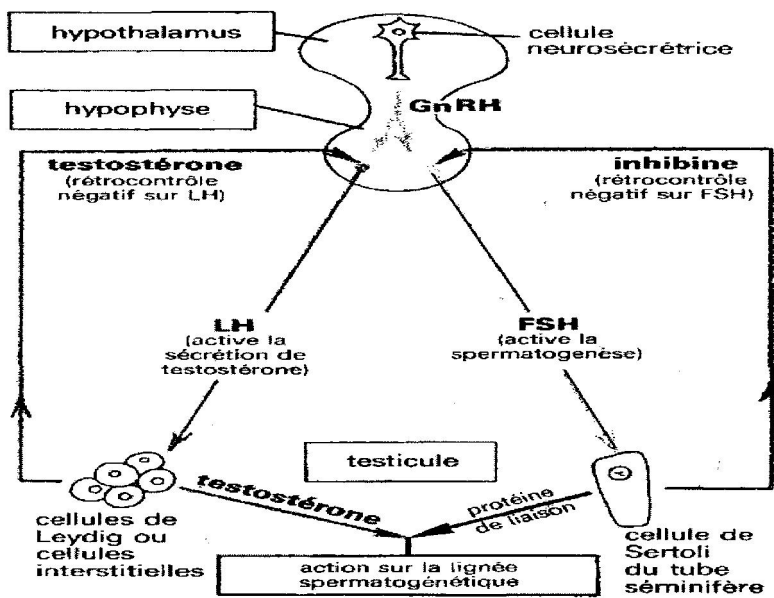 hypothalamus
cellule
neurosécrétrice
hypophyse
GnRH
testostérone
(rétrocontrôle
négatif sur LH)
inhibine
(rétrocontrôle
négatif sur FSH)
LH
(active la
sécrétion de
testostérone)
FSH
(active la
spermatogenèse)
testicule
testostérone
protéine
de liaison
cellules de
Leydig ou
cellules
interstitielles
action sur la lignée
spermatogénétique
cellule de
Sertoli
du tube
séminifère